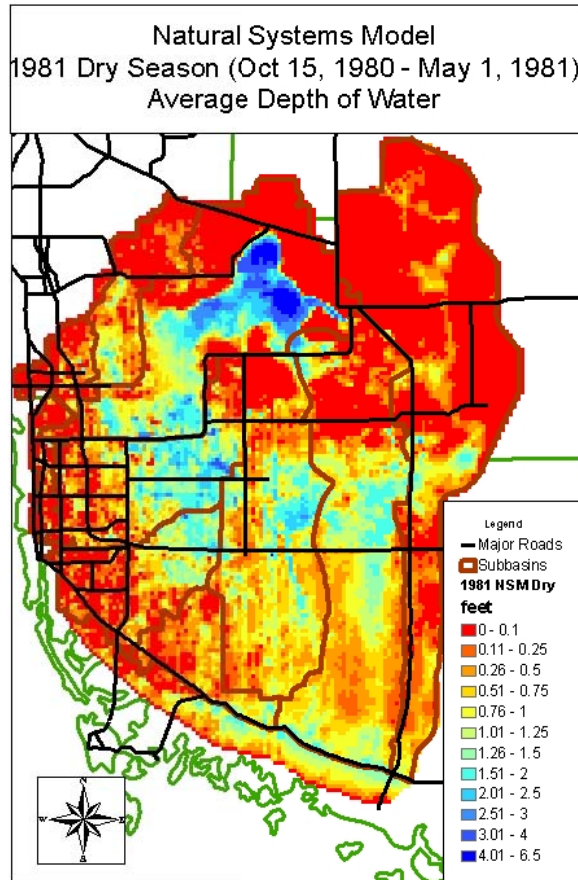 Natural Systems Model
1981 Dry Season (Oct 15, 1980 - May 1, 1981)
Average Depth of Water
Legend
Major Roads
Subbasins
1981 NSM Dry
feet
0 - 0.1
0.11 - 0.25
0.26 - 0.5
0.51 - 0.75
0.76 - 1
1.01 - 1.25
1.26 - 1.5
1.51 - 2
2.01 - 2.5
2.51 - 3
3.01 - 4
4.01 - 6.5
N
W
E
S